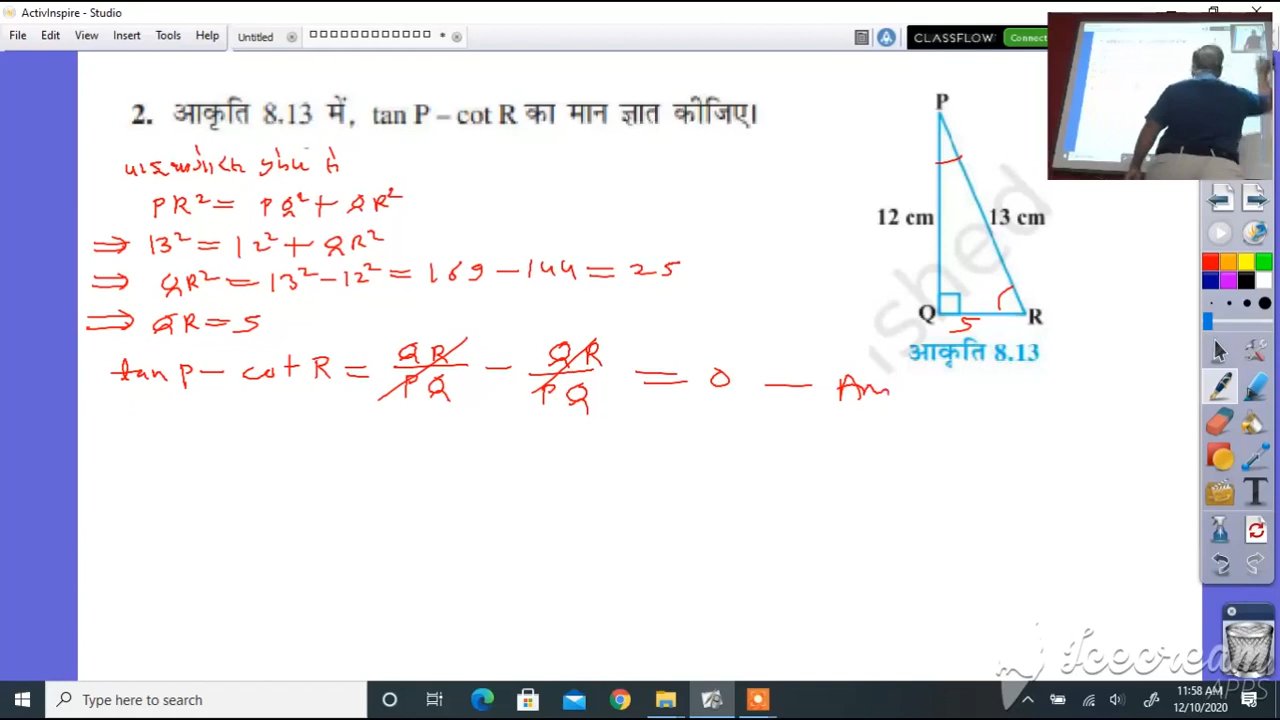 ActivInspire - Studio
File Edit View Insert Tools Help
Untitled
CLASSFLOW Connect
2. आकृति 8.13 में, tan P – cot R का मान ज्ञात कीजिए।
PR² = PQ² + QR²
⇒ 13² = 12² + QR²
⇒ QR² = 13² – 12² = 169 – 144 = 25
⇒ QR = 5
tan P – cot R = QR/PQ – QR/PQ = 0 — Ans
P
12 cm 13 cm
Q 5 R
आकृति 8.13
ished
Icecream
APPS
Type here to search
11:58 AM
12/10/2020